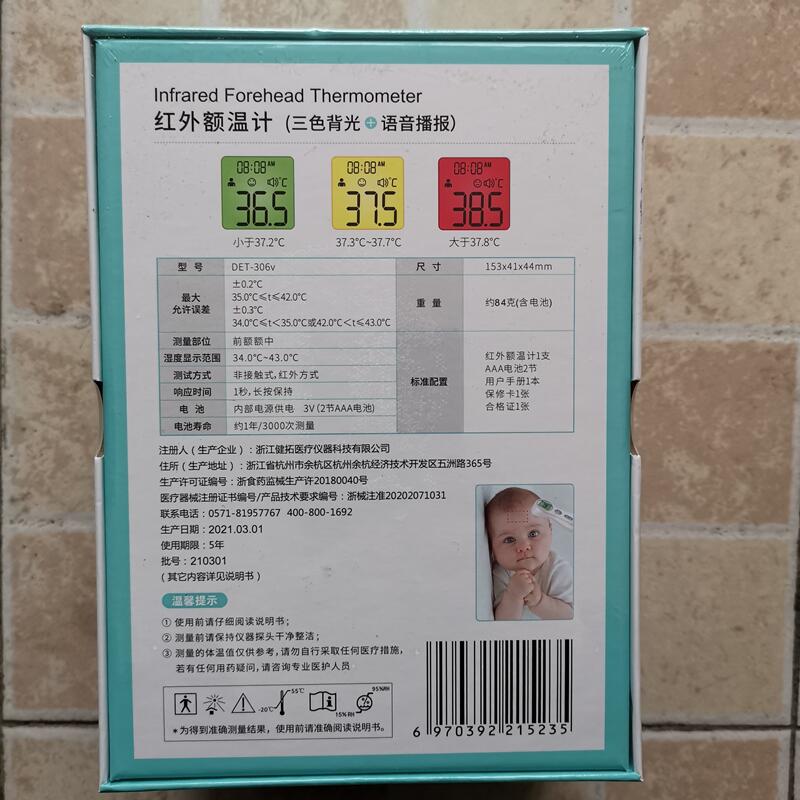 Infrared Forehead Thermometer
红外额温计 (三色背光+语音播报)
08:08 AM
℃
36.5
小于37.2℃
08:08 AM
℃
37.5
37.3℃~37.7℃
08:08 AM
℃
38.5
大于37.8℃
型 号 DET-306v
尺 寸 153x41x44mm
最大
允许误差
±0.2℃
35.0℃≤t≤42.0℃
±0.3℃
34.0℃≤t<35.0℃或42.0℃<t≤43.0℃
重 量 约84克(含电池)
测量部位 前额额中
湿度显示范围 34.0℃~43.0℃
测试方式 非接触式,红外方式
响应时间 1秒,长按保持
电 池 内部电源供电 3V(2节AAA电池)
电池寿命 约1年/3000次测量
标准配置
红外额温计1支
AAA电池2节
用户手册1本
保修卡1张
合格证1张
注册人(生产企业):浙江健拓医疗仪器科技有限公司
住所(生产地址):浙江省杭州市余杭区杭州余杭经济技术开发区五洲路365号
生产许可证编号:浙食药监械生产许20180040号
医疗器械注册证书编号/产品技术要求编号:浙械注准20202071031
联系电话:0571-81957767 400-800-1692
生产日期:2021.03.01
使用期限:5年
批号:210301
(其它内容详见说明书)
温馨提示
① 使用前请仔细阅读说明书;
② 测量前请保持仪器探头干净整洁;
③ 测量的体温值仅供参考,请勿自行采取任何医疗措施,
若有任何用药疑问,请咨询专业医护人员
-20℃
55℃
15%RH
95%RH
*为得到准确测量结果,使用前请准确阅读说明书。
6 970392 215235